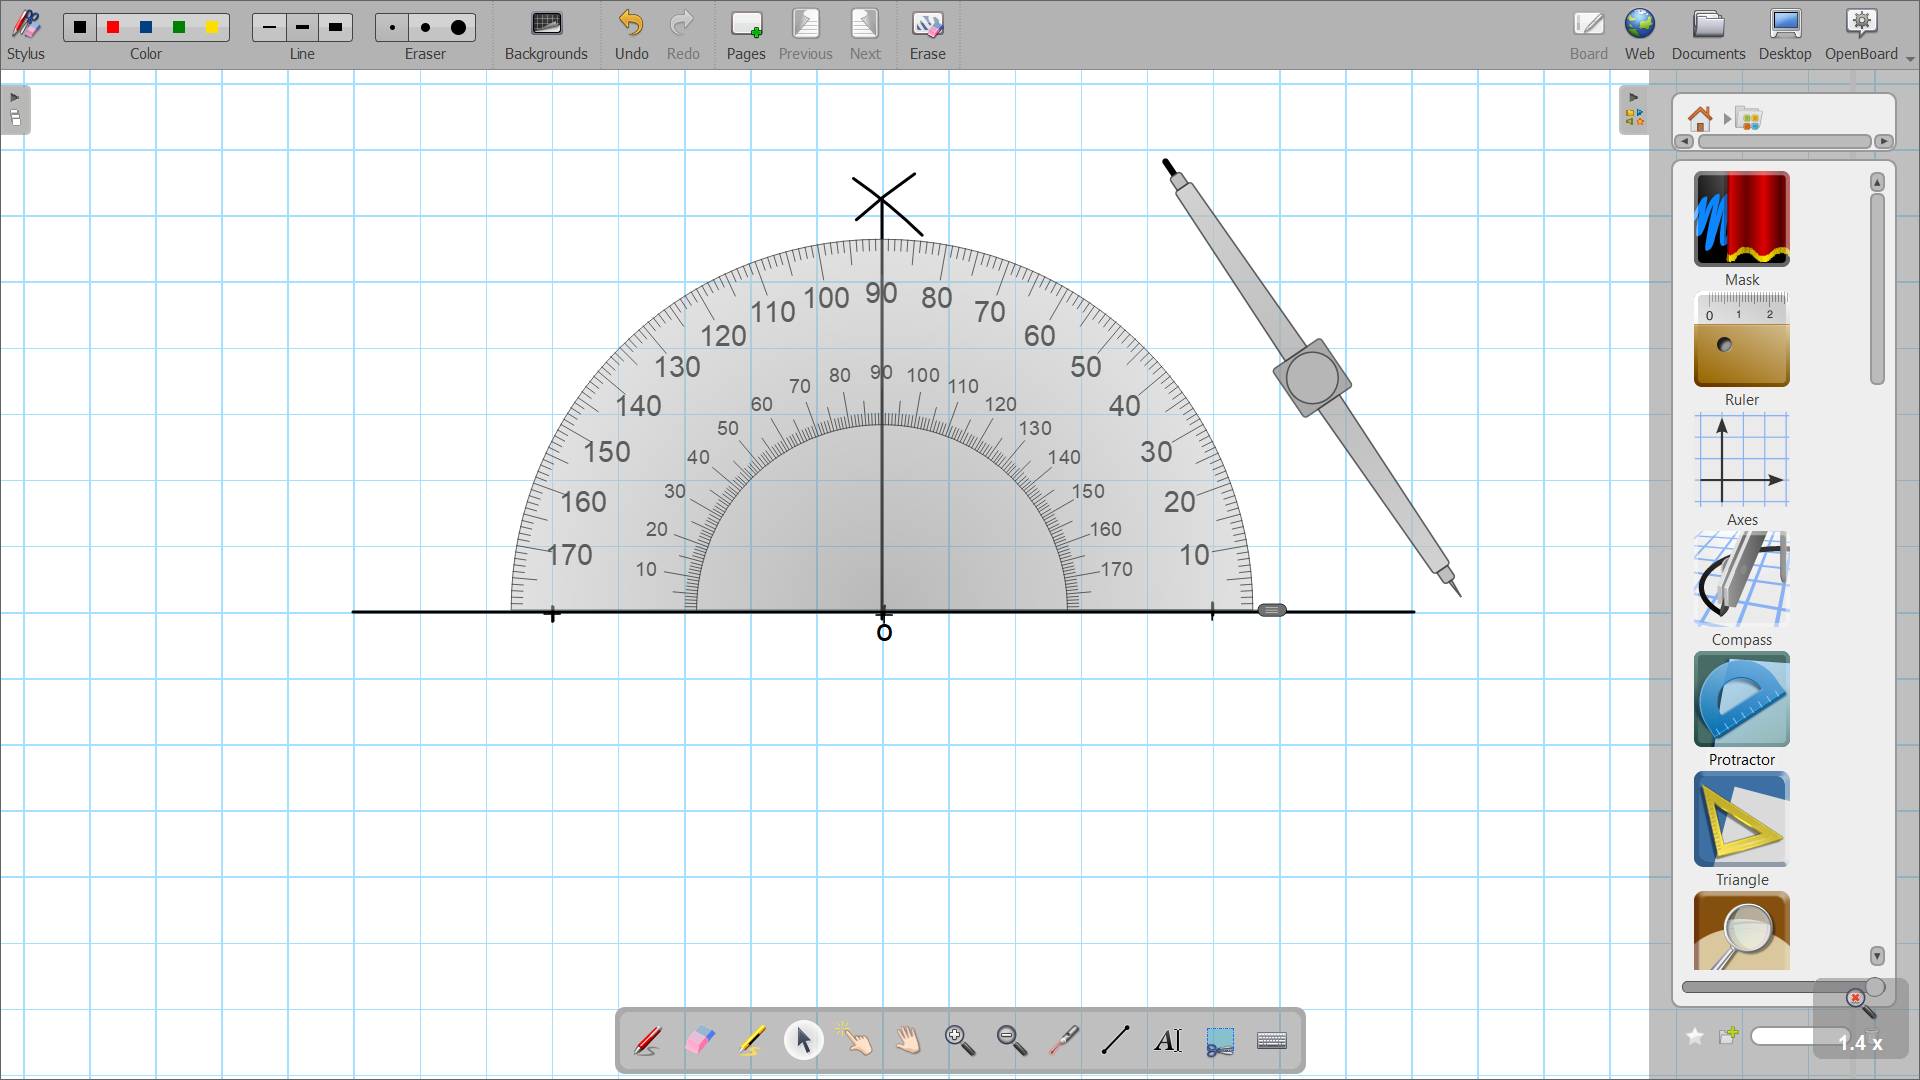 Stylus Color Line Eraser Backgrounds Undo Redo Pages Previous Next Erase Board Web Documents Desktop OpenBoard
Mask
0 1 2
Ruler
Axes
Compass
Protractor
Triangle
170 160 150 140 130 120 110 100 90 80 70 60 50 40 30 20 10
10 20 30 40 50 60 70 80 90 100 110 120 130 140 150 160 170
O
AI
1.4 x